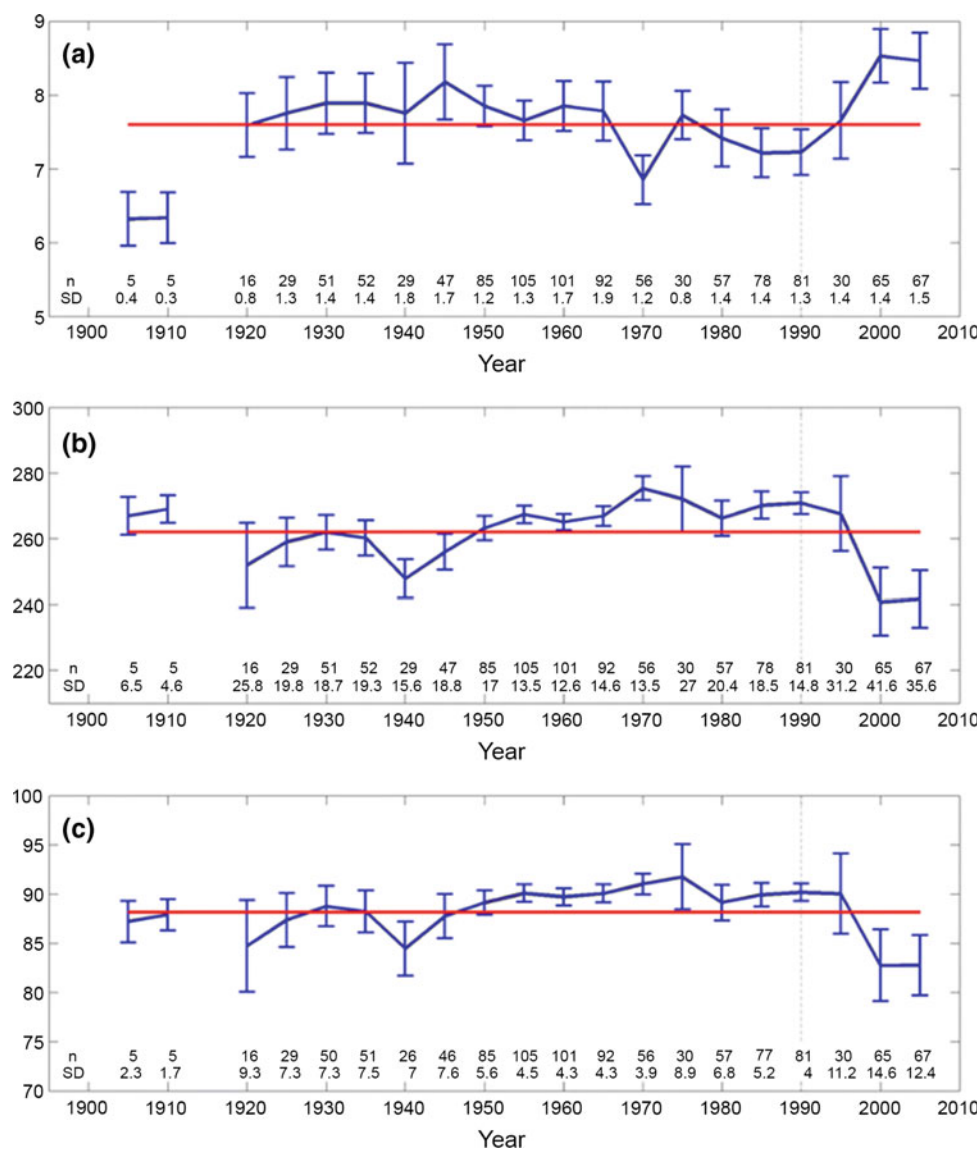 (a)
9
8
7
6
5
n 5 5 16 29 51 52 29 47 85 105 101 92 56 30 57 78 81 30 65 67
SD 0.4 0.3 0.8 1.3 1.4 1.4 1.8 1.7 1.2 1.3 1.7 1.9 1.2 0.8 1.4 1.4 1.3 1.4 1.4 1.5
1900 1910 1920 1930 1940 1950 1960 1970 1980 1990 2000 2010
Year
(b)
300
280
260
240
220
n 5 5 16 29 51 52 29 47 85 105 101 92 56 30 57 78 81 30 65 67
SD 6.5 4.6 25.8 19.8 18.7 19.3 15.6 18.8 17 13.5 12.6 14.6 13.5 27 20.4 18.5 14.8 31.2 41.6 35.6
1900 1910 1920 1930 1940 1950 1960 1970 1980 1990 2000 2010
Year
(c)
100
95
90
85
80
75
70
n 5 5 16 29 50 51 26 46 85 105 101 92 56 30 57 77 81 30 65 67
SD 2.3 1.7 9.3 7.3 7.3 7.5 7 7.6 5.6 4.5 4.3 4.3 3.9 8.9 6.8 5.2 4 11.2 14.6 12.4
1900 1910 1920 1930 1940 1950 1960 1970 1980 1990 2000 2010
Year